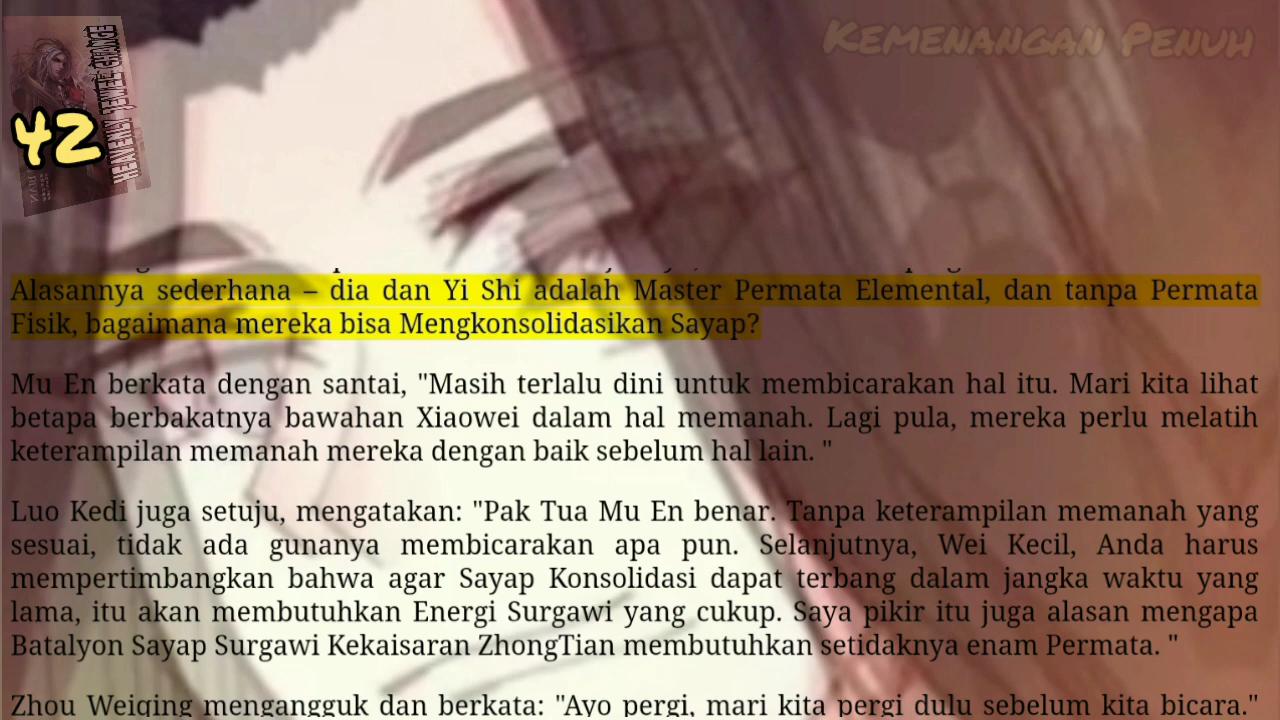 Kemenangan Penuh
HEAVENLY JEWEL CHANGE
42
Alasannya sederhana – dia dan Yi Shi adalah Master Permata Elemental, dan tanpa Permata
Fisik, bagaimana mereka bisa Mengkonsolidasikan Sayap?
Mu En berkata dengan santai, "Masih terlalu dini untuk membicarakan hal itu. Mari kita lihat
betapa berbakatnya bawahan Xiaowei dalam hal memanah. Lagi pula, mereka perlu melatih
keterampilan memanah mereka dengan baik sebelum hal lain. "
Luo Kedi juga setuju, mengatakan: "Pak Tua Mu En benar. Tanpa keterampilan memanah yang
sesuai, tidak ada gunanya membicarakan apa pun. Selanjutnya, Wei Kecil, Anda harus
mempertimbangkan bahwa agar Sayap Konsolidasi dapat terbang dalam jangka waktu yang
lama, itu akan membutuhkan Energi Surgawi yang cukup. Saya pikir itu juga alasan mengapa
Batalyon Sayap Surgawi Kekaisaran ZhongTian membutuhkan setidaknya enam Permata. "
Zhou Weiqing mengangguk dan berkata: "Ayo pergi, mari kita pergi dulu sebelum kita bicara."